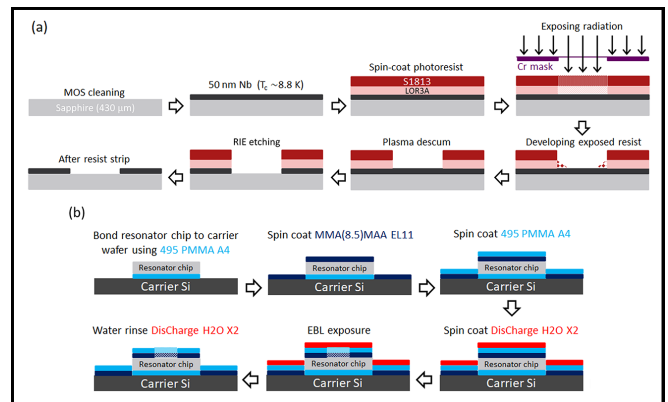 (a)
Exposing radiation
MOS cleaning
Sapphire (430 μm)
50 nm Nb (Tc ~8.8 K)
Spin-coat photoresist
S1813
LOR3A
Cr mask
After resist strip
RIE etching
Plasma descum
Developing exposed resist
(b)
Bond resonator chip to carrier
wafer using 495 PMMA A4
Resonator chip
Carrier Si
Spin coat MMA(8.5)MAA EL11
Resonator chip
Carrier Si
Spin coat 495 PMMA A4
Resonator chip
Carrier Si
Water rinse DisCharge H2O X2
Resonator chip
Carrier Si
EBL exposure
Resonator chip
Carrier Si
Spin coat DisCharge H2O X2
Resonator chip
Carrier Si